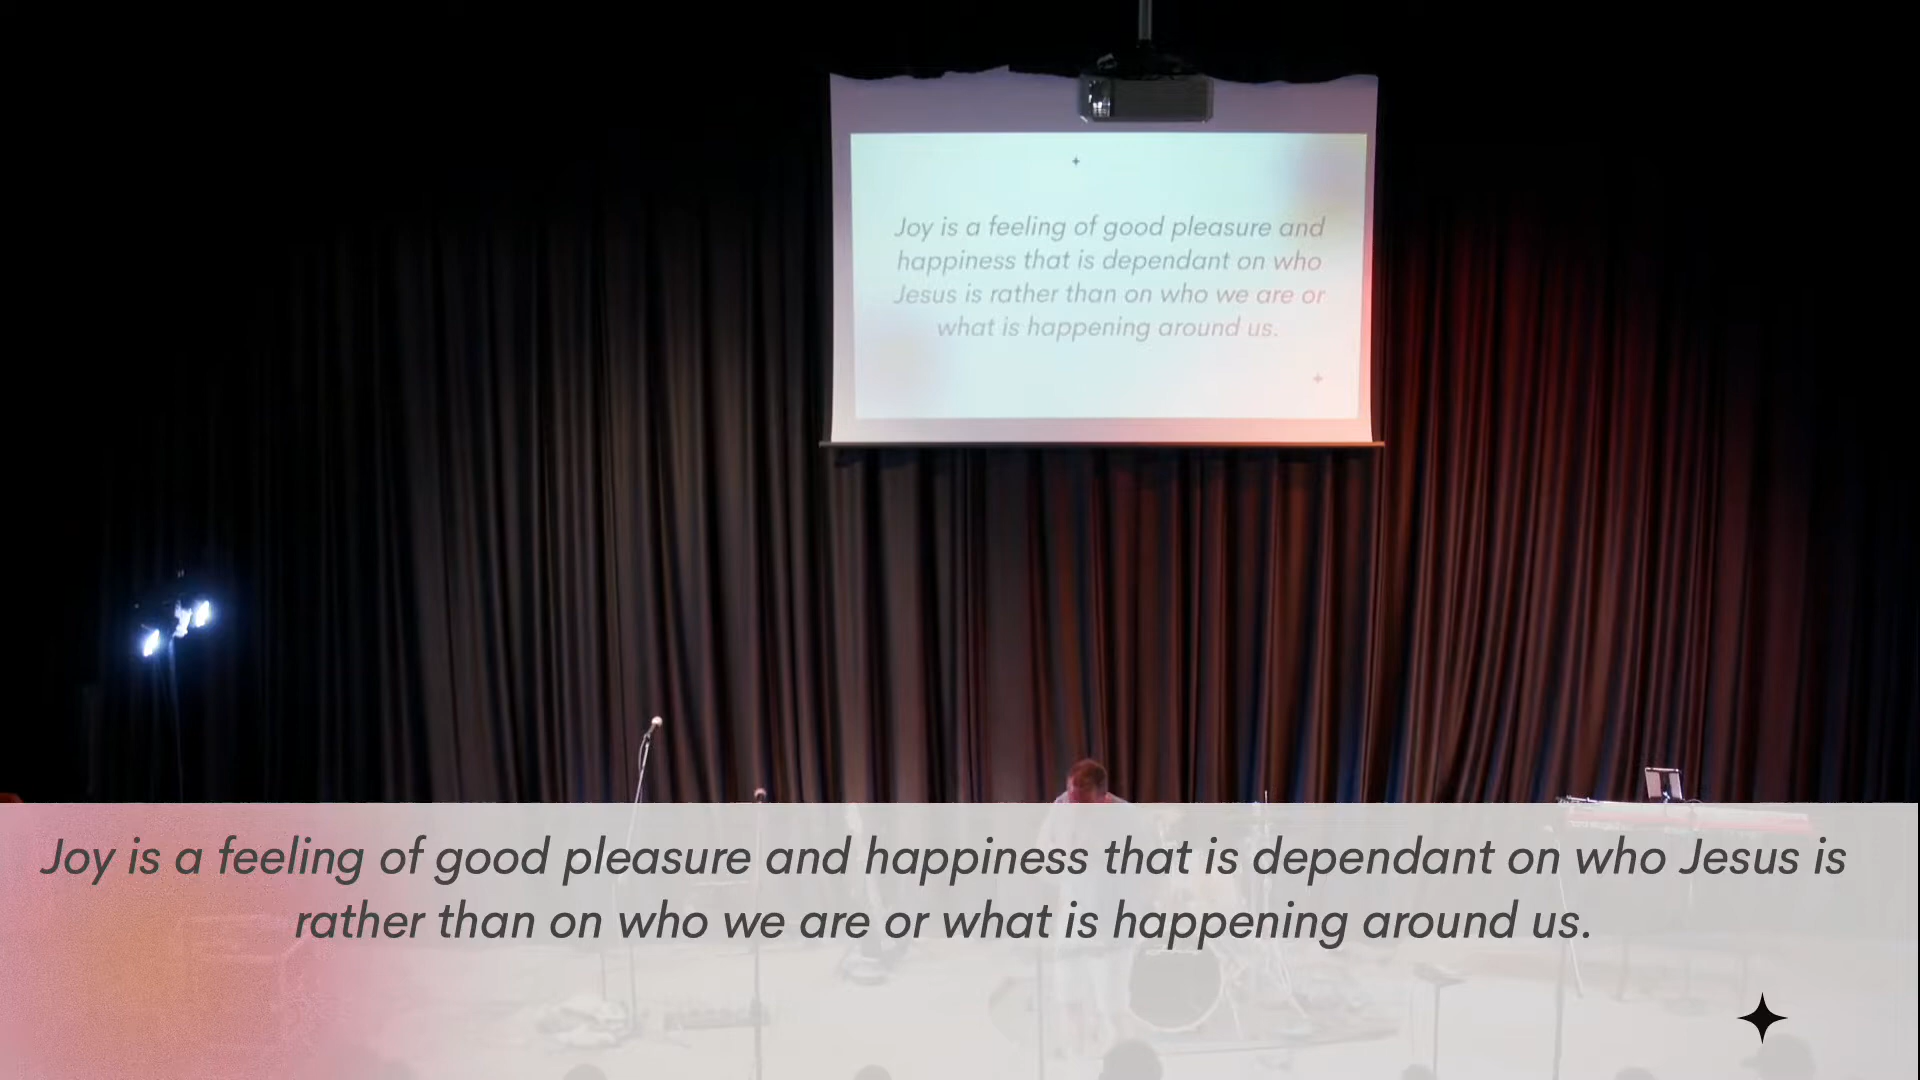 Joy is a feeling of good pleasure and
happiness that is dependant on who
Jesus is rather than on who we are or
what is happening around us.
Joy is a feeling of good pleasure and happiness that is dependant on who Jesus is
rather than on who we are or what is happening around us.